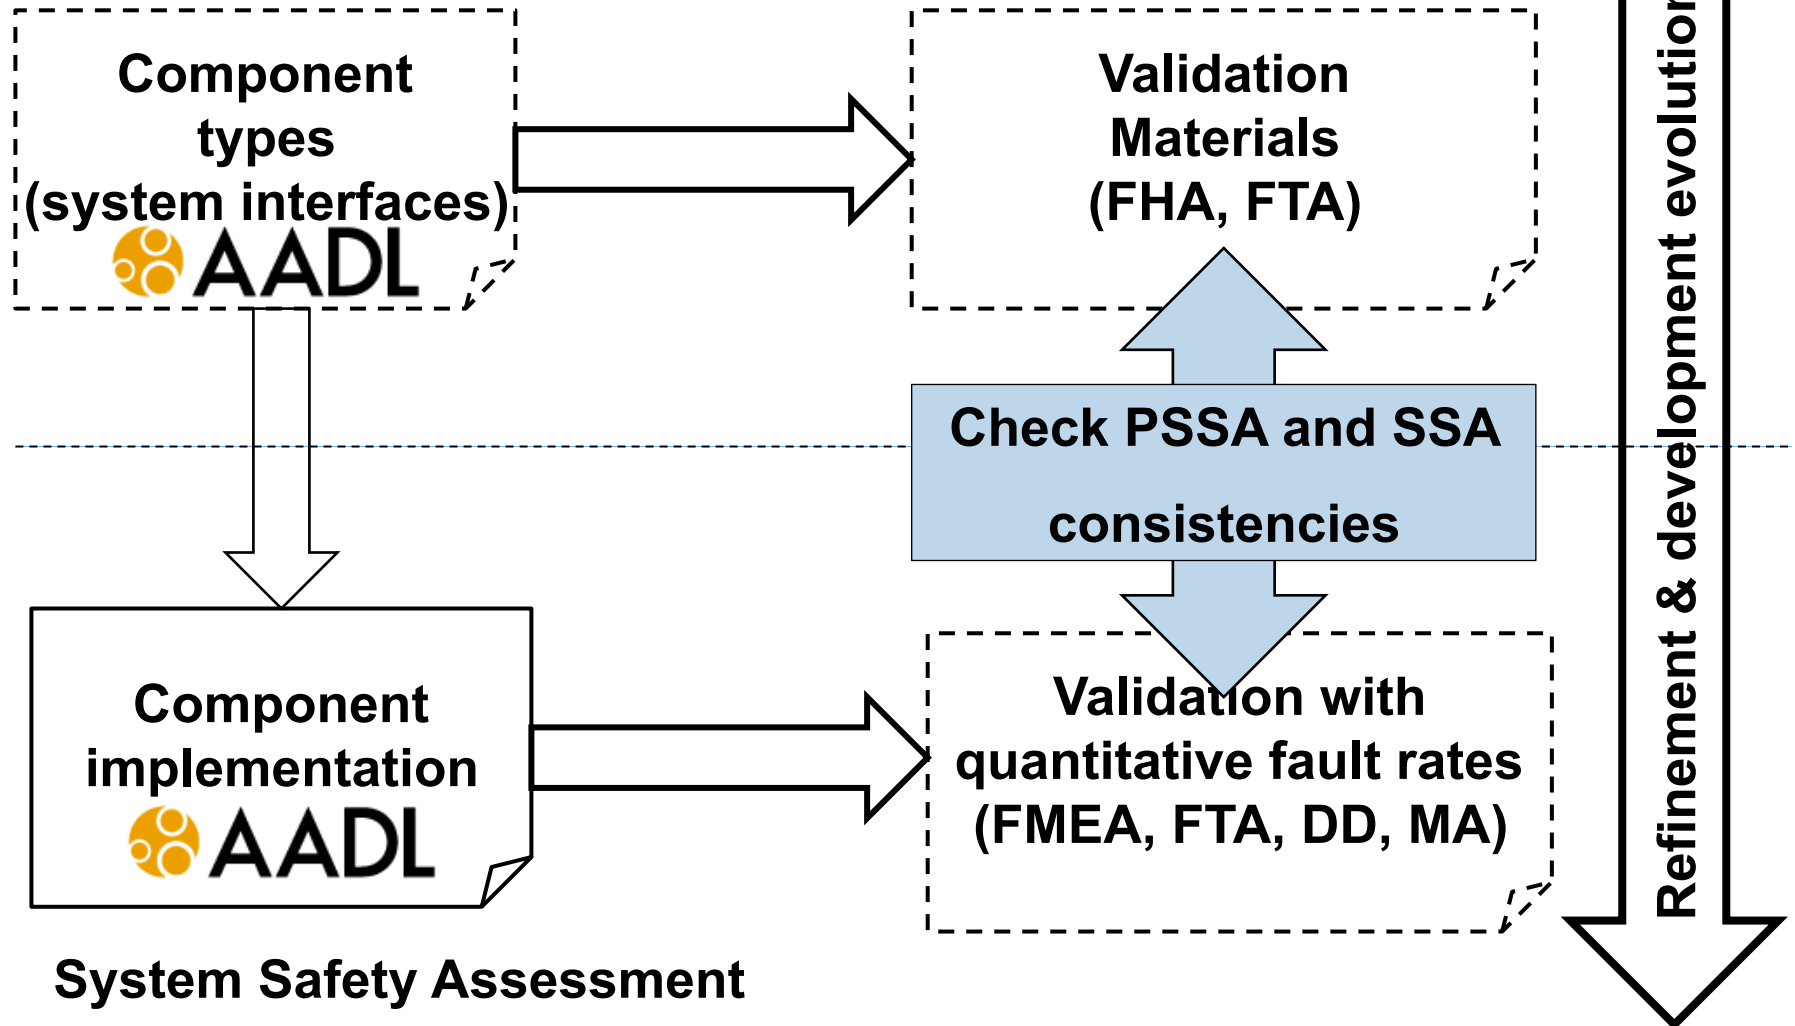 Component
types
(system interfaces)
AADL
Validation
Materials
(FHA, FTA)
Check PSSA and SSA
consistencies
Component
implementation
AADL
Validation with
quantitative fault rates
(FMEA, FTA, DD, MA)
System Safety Assessment
Refinement & development evolution